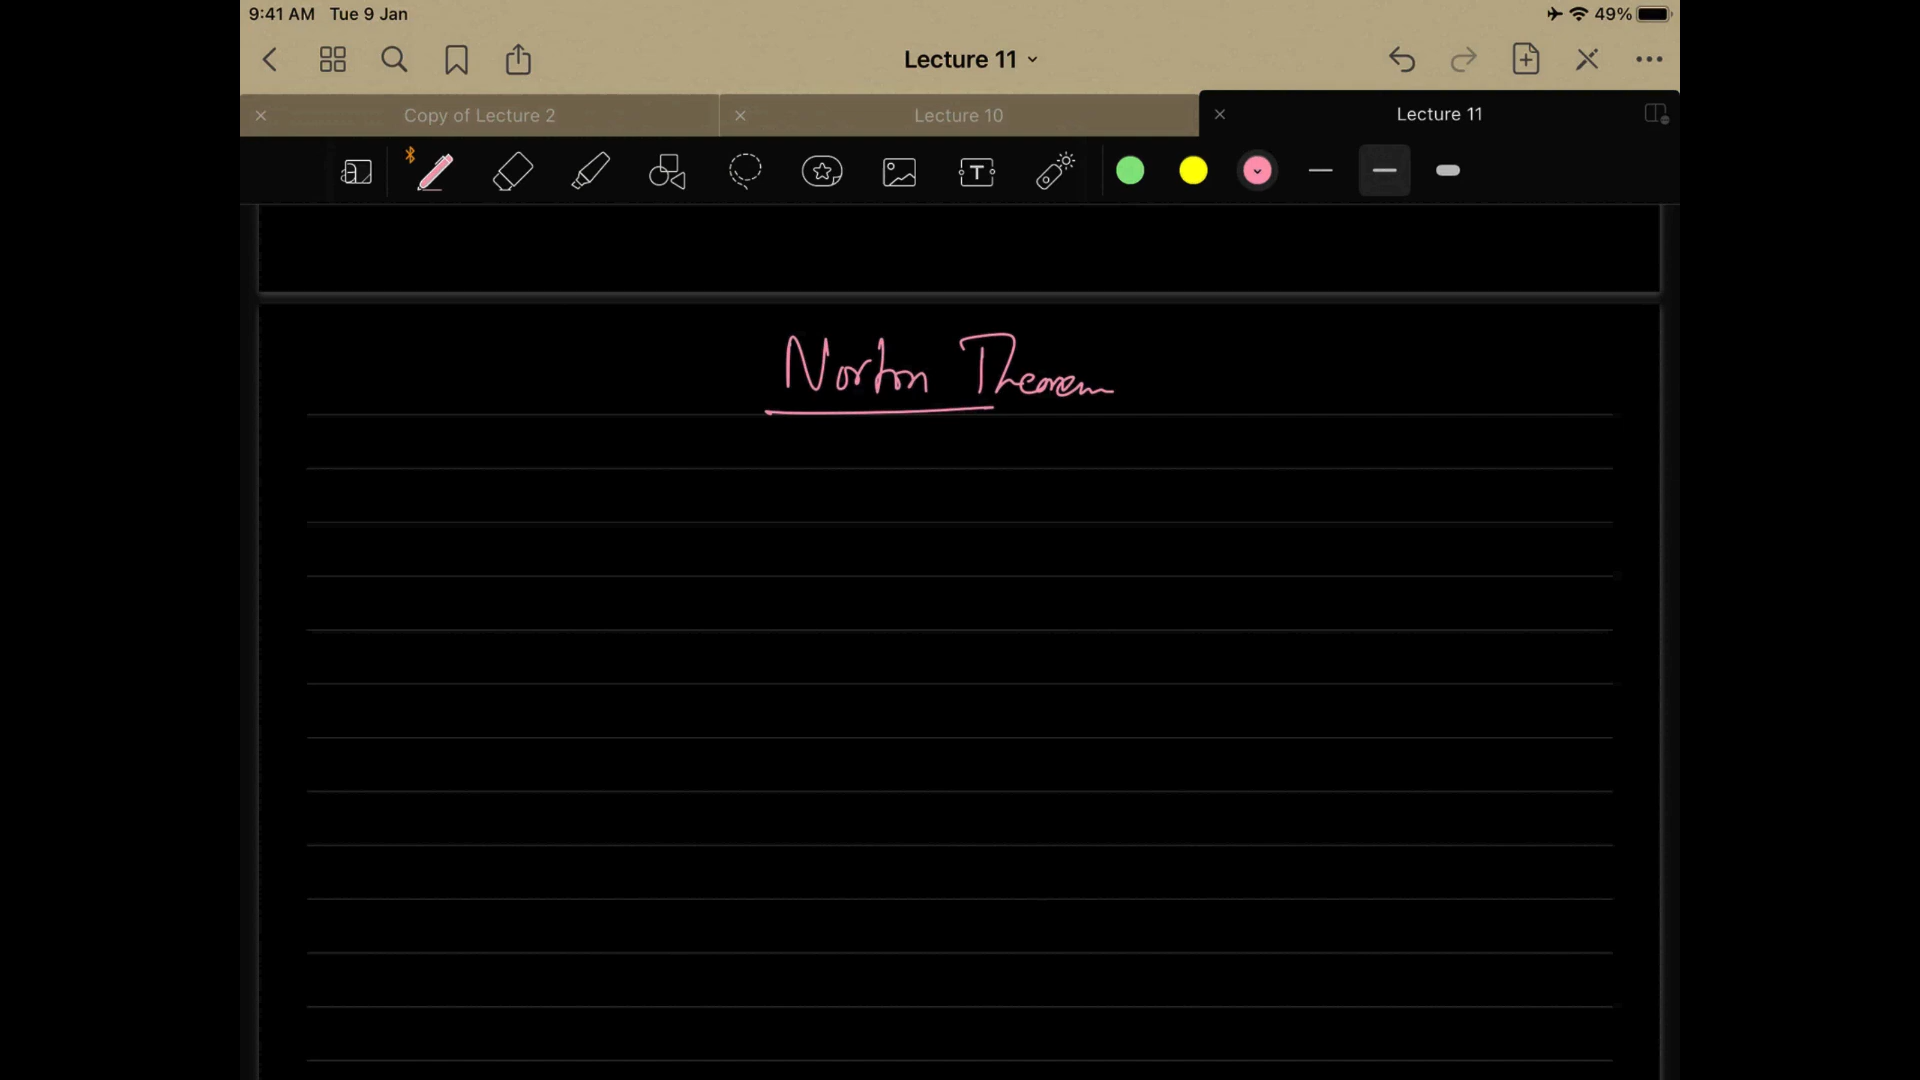 9:41 AM Tue 9 Jan 49%
Lecture 11
Copy of Lecture 2 Lecture 10 Lecture 11
T
Norton Theorem